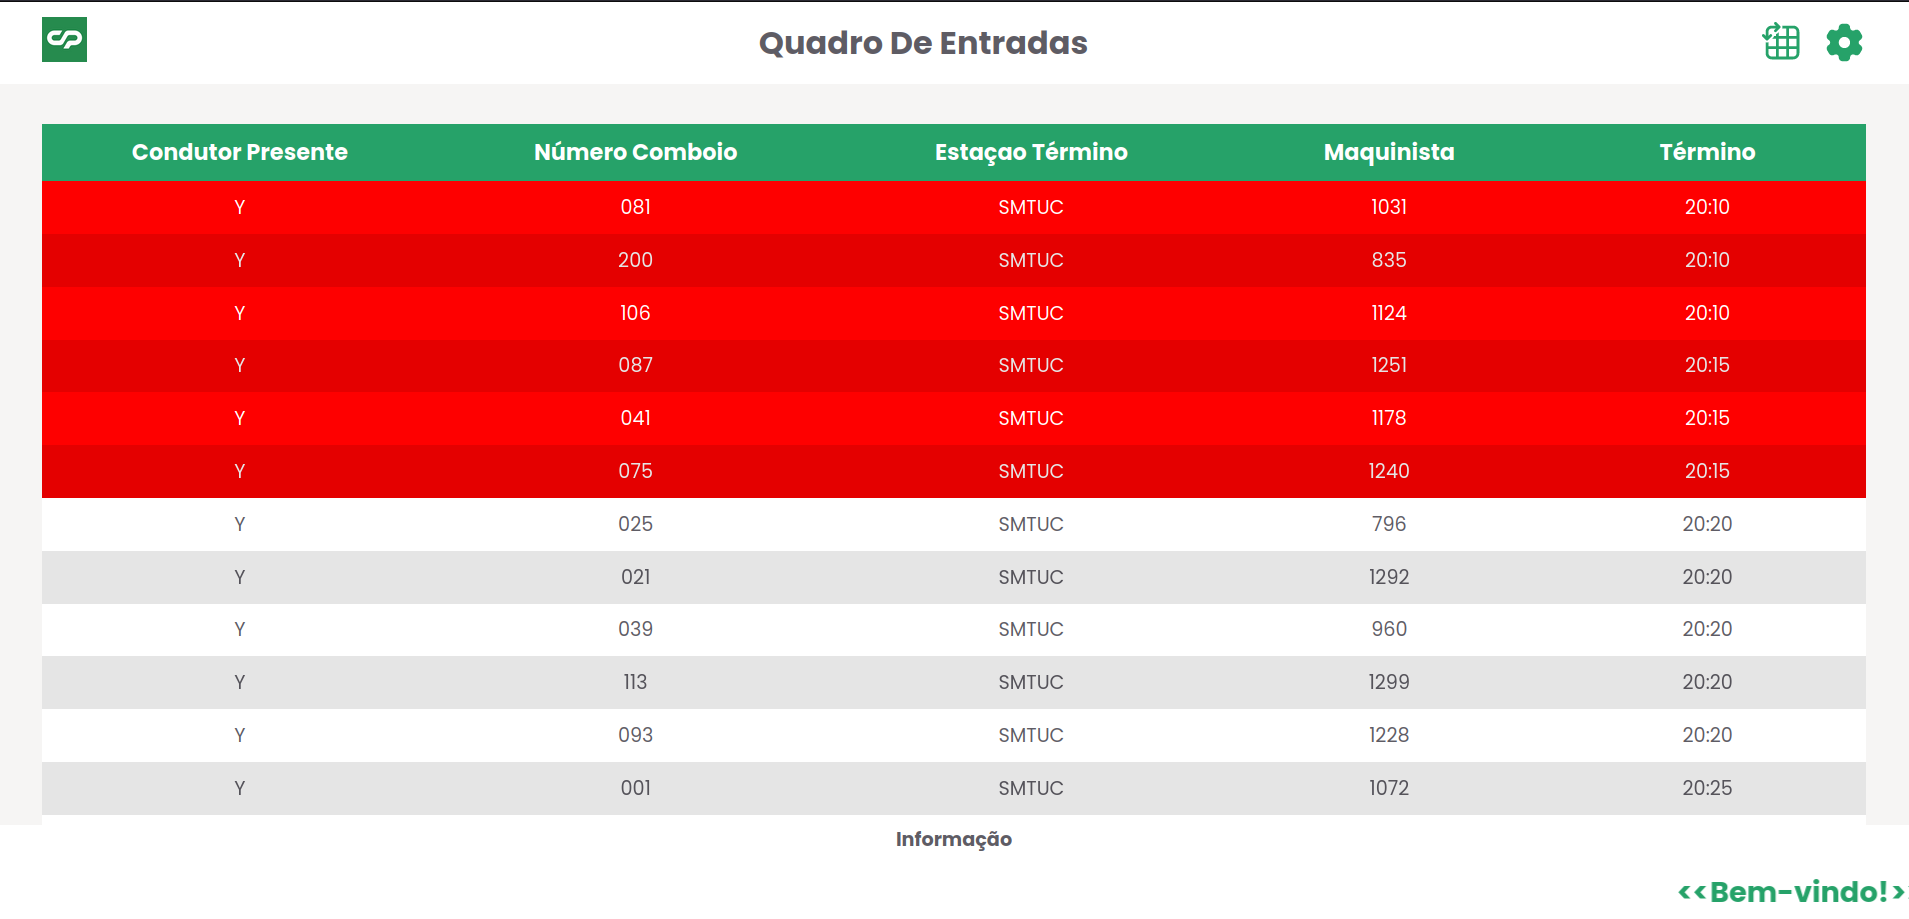 CP
Quadro De Entradas
Condutor Presente Número Comboio Estaçao Término Maquinista Término
Y 081 SMTUC 1031 20:10
Y 200 SMTUC 835 20:10
Y 106 SMTUC 1124 20:10
Y 087 SMTUC 1251 20:15
Y 041 SMTUC 1178 20:15
Y 075 SMTUC 1240 20:15
Y 025 SMTUC 796 20:20
Y 021 SMTUC 1292 20:20
Y 039 SMTUC 960 20:20
Y 113 SMTUC 1299 20:20
Y 093 SMTUC 1228 20:20
Y 001 SMTUC 1072 20:25
Informação
<<Bem-vindo!>